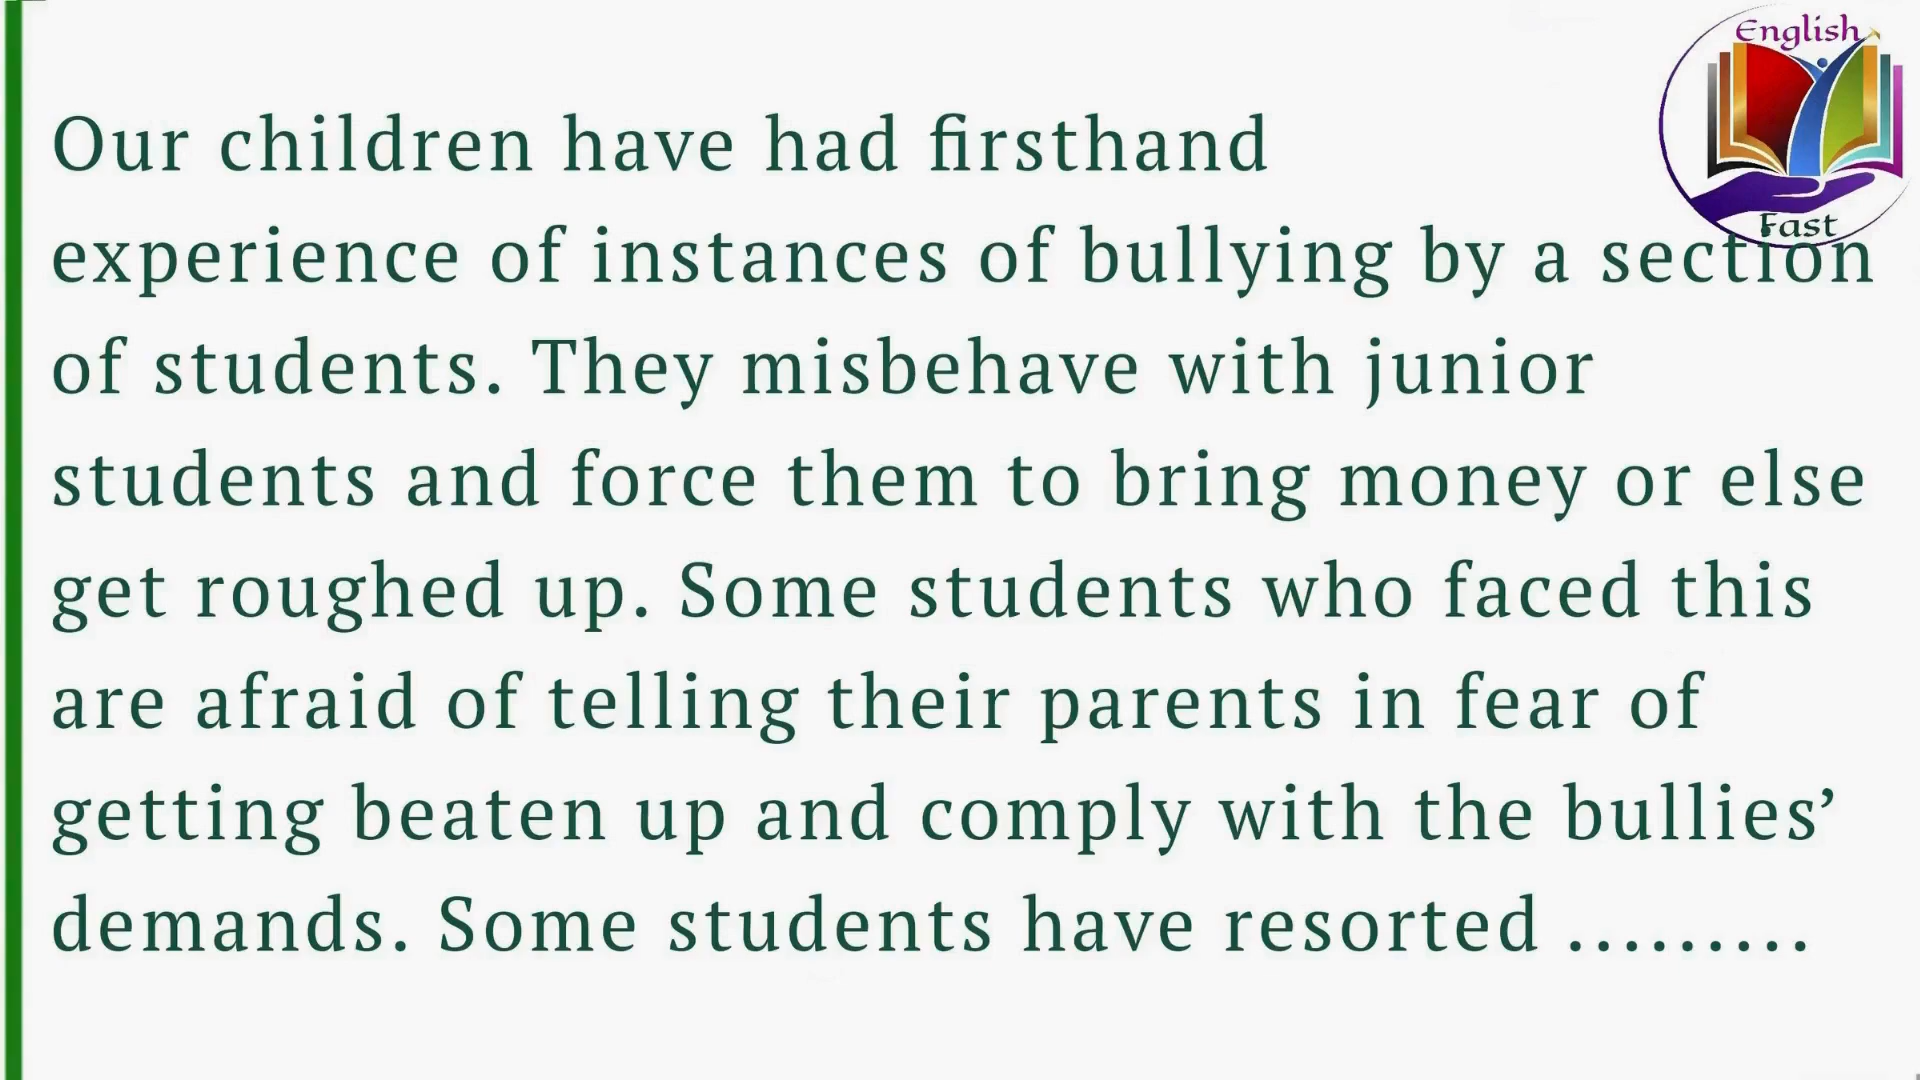 English
Fast
Our children have had firsthand
experience of instances of bullying by a section
of students. They misbehave with junior
students and force them to bring money or else
get roughed up. Some students who faced this
are afraid of telling their parents in fear of
getting beaten up and comply with the bullies’
demands. Some students have resorted .........